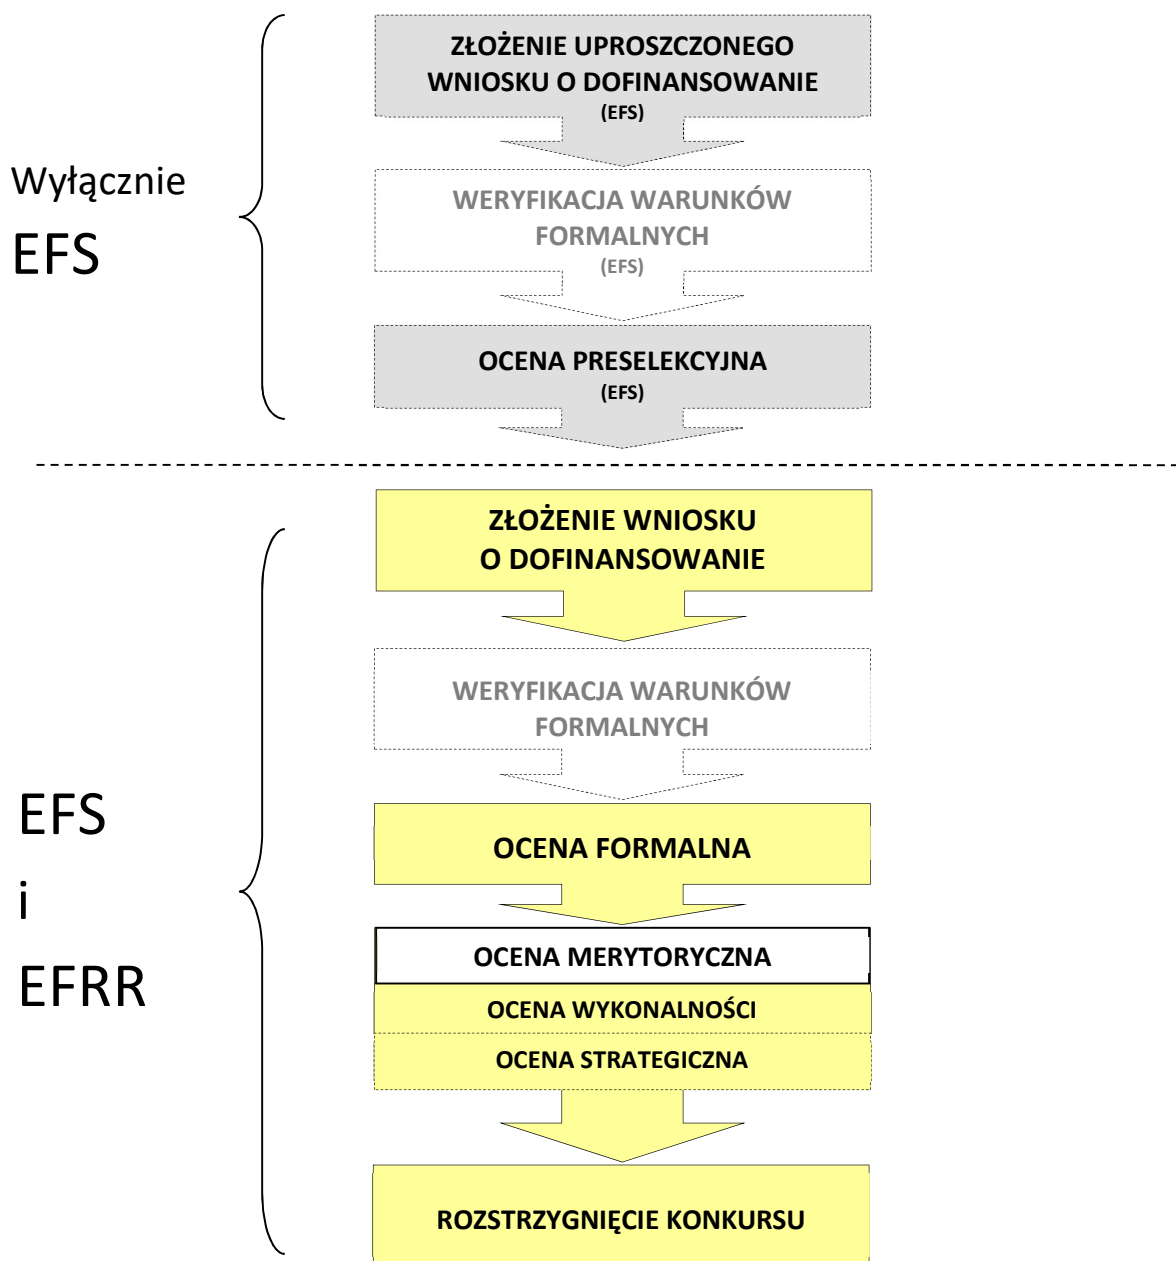 ZŁOŻENIE UPROSZCZONEGO
WNIOSKU O DOFINANSOWANIE
(EFS)
Wyłącznie
EFS
WERYFIKACJA WARUNKÓW
FORMALNYCH
(EFS)
OCENA PRESELEKCYJNA
(EFS)
ZŁOŻENIE WNIOSKU
O DOFINANSOWANIE
WERYFIKACJA WARUNKÓW
FORMALNYCH
EFS
i
EFRR
OCENA FORMALNA
OCENA MERYTORYCZNA
OCENA WYKONALNOŚCI
OCENA STRATEGICZNA
ROZSTRZYGNIĘCIE KONKURSU